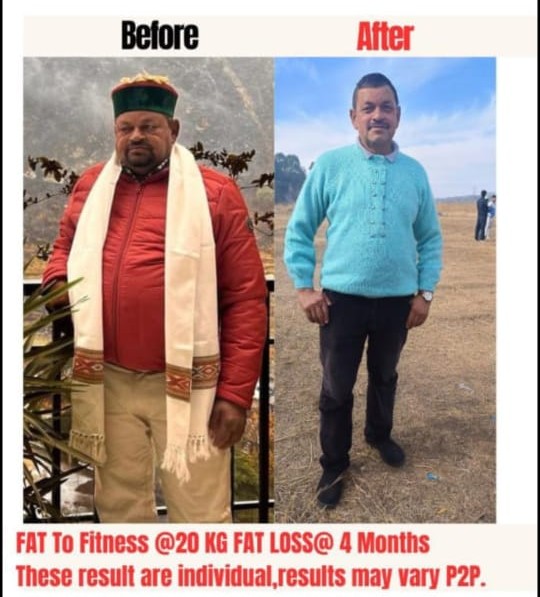 Before
After
FAT To Fitness @20 KG FAT LOSS@ 4 Months
These result are individual,results may vary P2P.